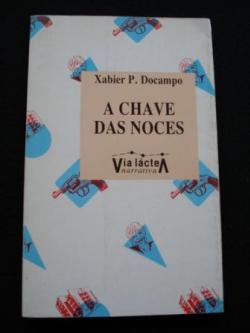 Xabier P. Docampo
A CHAVE
DAS NOCES
Vía lácteA
narrativa